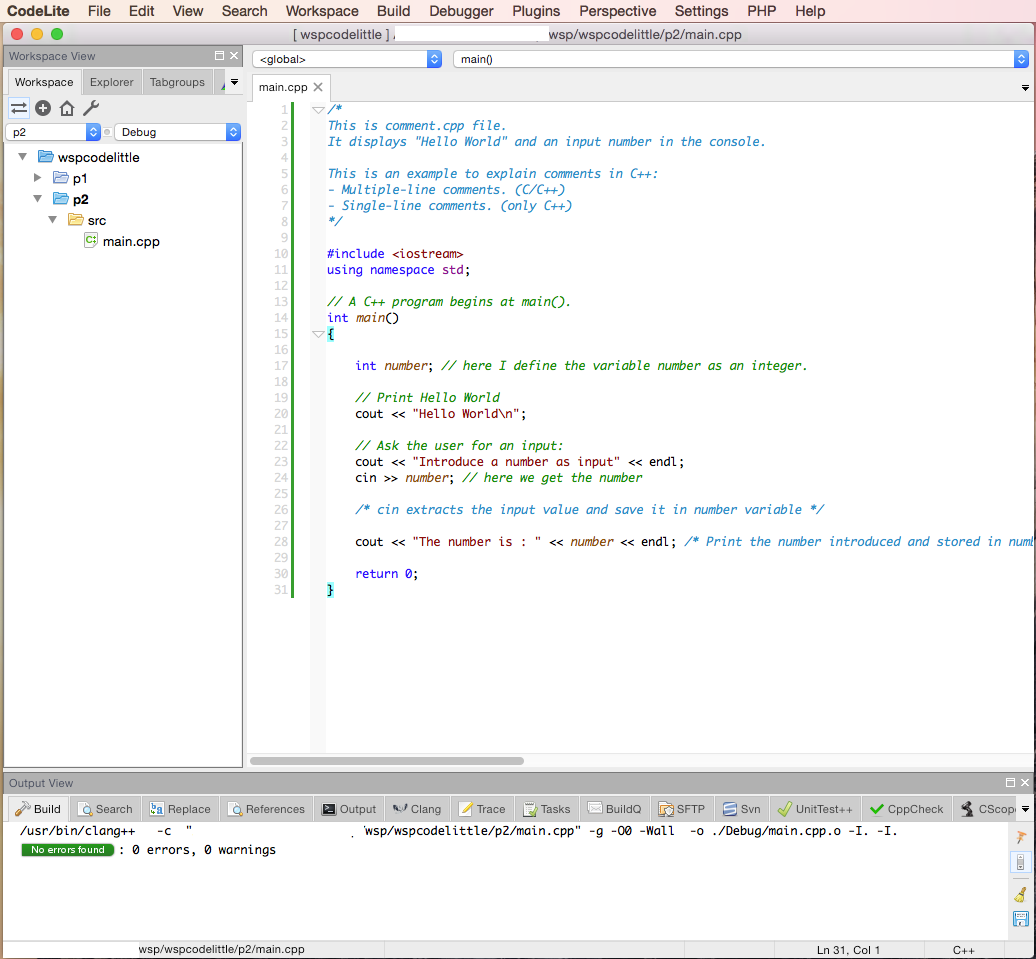 CodeLite File Edit View Search Workspace Build Debugger Plugins Perspective Settings PHP Help
[ wspcodelittle ] wsp/wspcodelittle/p2/main.cpp
Workspace View
<global> main()
Workspace Explorer Tabgroups
main.cpp
p2 Debug
wspcodelittle
p1
p2
src
main.cpp
1 /*
2 This is comment.cpp file.
3 It displays "Hello World" and an input number in the console.
4
5 This is an example to explain comments in C++:
6 - Multiple-line comments. (C/C++)
7 - Single-line comments. (only C++)
8 */
9
10 #include <iostream>
11 using namespace std;
12
13 // A C++ program begins at main().
14 int main()
15 {
16
17 int number; // here I define the variable number as an integer.
18
19 // Print Hello World
20 cout << "Hello World\n";
21
22 // Ask the user for an input:
23 cout << "Introduce a number as input" << endl;
24 cin >> number; // here we get the number
25
26 /* cin extracts the input value and save it in number variable */
27
28 cout << "The number is : " << number << endl; /* Print the number introduced and stored in
29
30 return 0;
31 }
Output View
Build Search Replace References Output Clang Trace Tasks BuildQ SFTP Svn UnitTest++ CppCheck CScop
/usr/bin/clang++ -c " wsp/wspcodelittle/p2/main.cpp" -g -O0 -Wall -o ./Debug/main.cpp.o -I. -I.
No errors found : 0 errors, 0 warnings
wsp/wspcodelittle/p2/main.cpp Ln 31, Col 1 C++